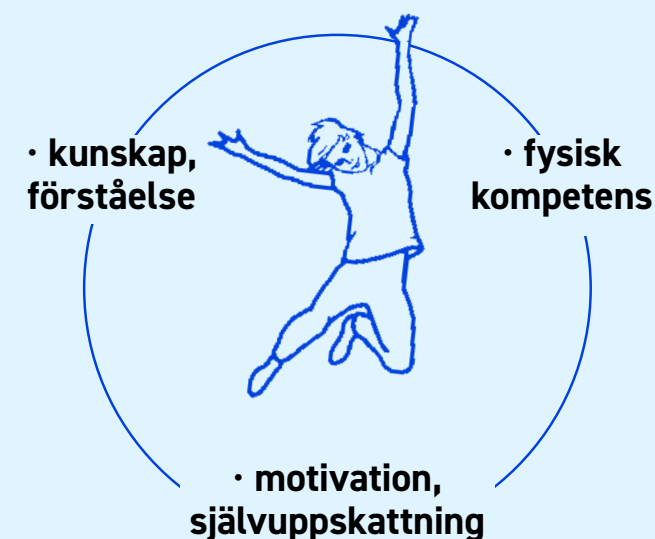 · kunskap,
förståelse
· fysisk
kompetens
· motivation,
självuppskattning